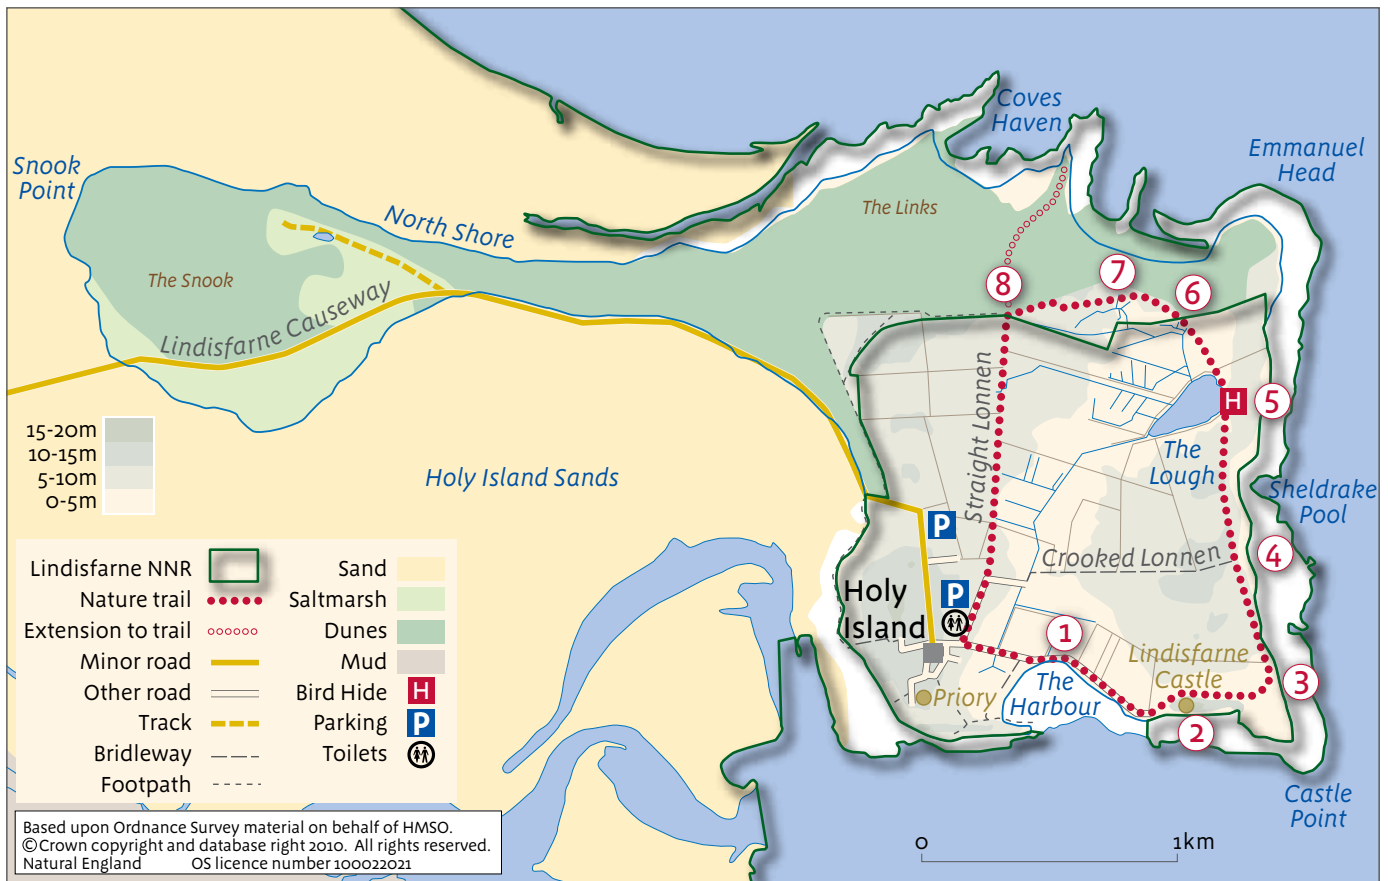 Snook
Point
North Shore
The Snook
Lindisfarne Causeway
The Links
Coves
Haven
Emmanuel
Head
8
7
6
H
5
The
Lough
Straight Lonnen
Sheldrake
Pool
Crooked Lonnen
4
Holy Island Sands
P
P
Holy
Island
1
Lindisfarne
Castle
3
Priory
The
Harbour
2
Castle
Point
15-20m
10-15m
5-10m
0-5m
Lindisfarne NNR
Nature trail
Extension to trail
Minor road
Other road
Track
Bridleway
Footpath
Sand
Saltmarsh
Dunes
Mud
Bird Hide H
Parking P
Toilets
Based upon Ordnance Survey material on behalf of HMSO.
©Crown copyright and database right 2010. All rights reserved.
Natural England OS licence number 100022021
0 1km